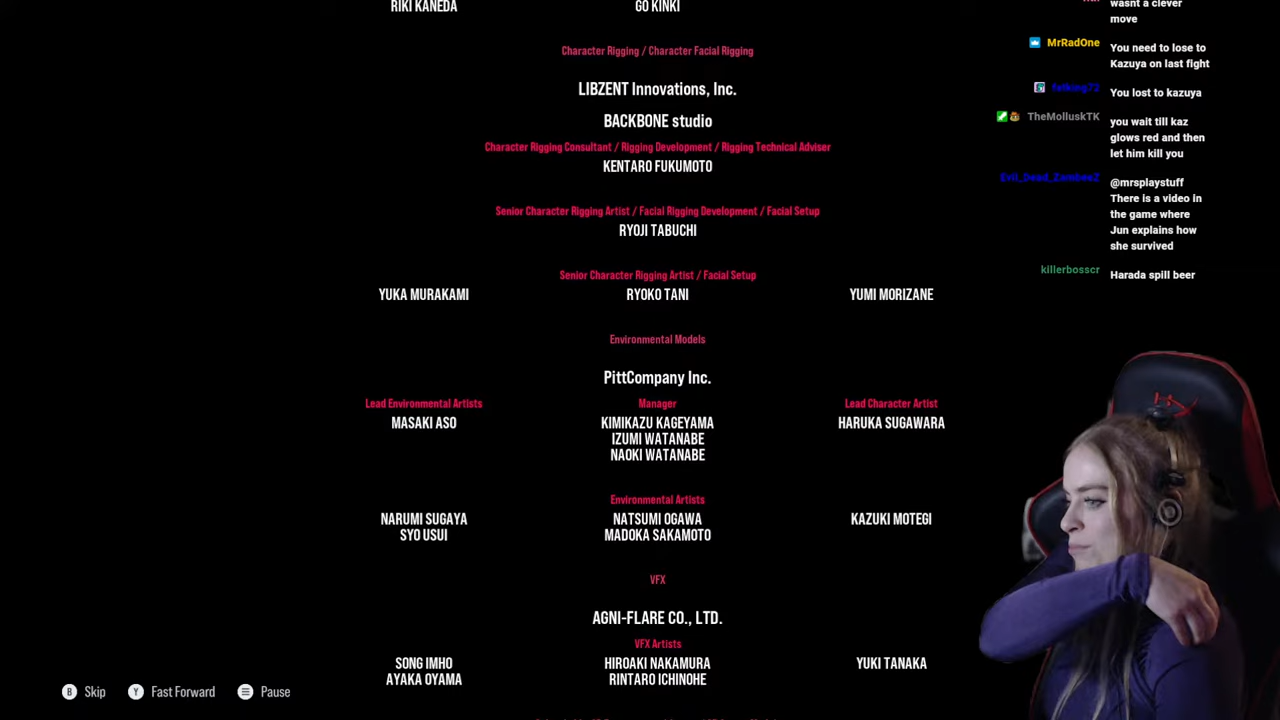 RIKI KANEDA GO KINKI
Character Rigging / Character Facial Rigging
LIBZENT Innovations, Inc.
BACKBONE studio
Character Rigging Consultant / Rigging Development / Rigging Technical Adviser
KENTARO FUKUMOTO
Senior Character Rigging Artist / Facial Rigging Development / Facial Setup
RYOJI TABUCHI
Senior Character Rigging Artist / Facial Setup
YUKA MURAKAMI RYOKO TANI YUMI MORIZANE
Environmental Models
PittCompany Inc.
Lead Environmental Artists Manager Lead Character Artist
MASAKI ASO KIMIKAZU KAGEYAMA HARUKA SUGAWARA
IZUMI WATANABE
NAOKI WATANABE
Environmental Artists
NARUMI SUGAYA NATSUMI OGAWA KAZUKI MOTEGI
SYO USUI MADOKA SAKAMOTO
VFX
AGNI-FLARE CO., LTD.
VFX Artists
SONG IMHO HIROAKI NAKAMURA YUKI TANAKA
AYAKA OYAMA RINTARO ICHINOHE
B Skip Y Fast Forward Pause
wasnt a clever
move
MrRadOne You need to lose to
Kazuya on last fight
You lost to kazuya
TheMolluskTK you wait till kaz
glows red and then
let him kill you
Evil_Dead_ZombeeZ @mrsplaystuff
There is a video in
the game where
Jun explains how
she survived
killerbosscr Harada spill beer